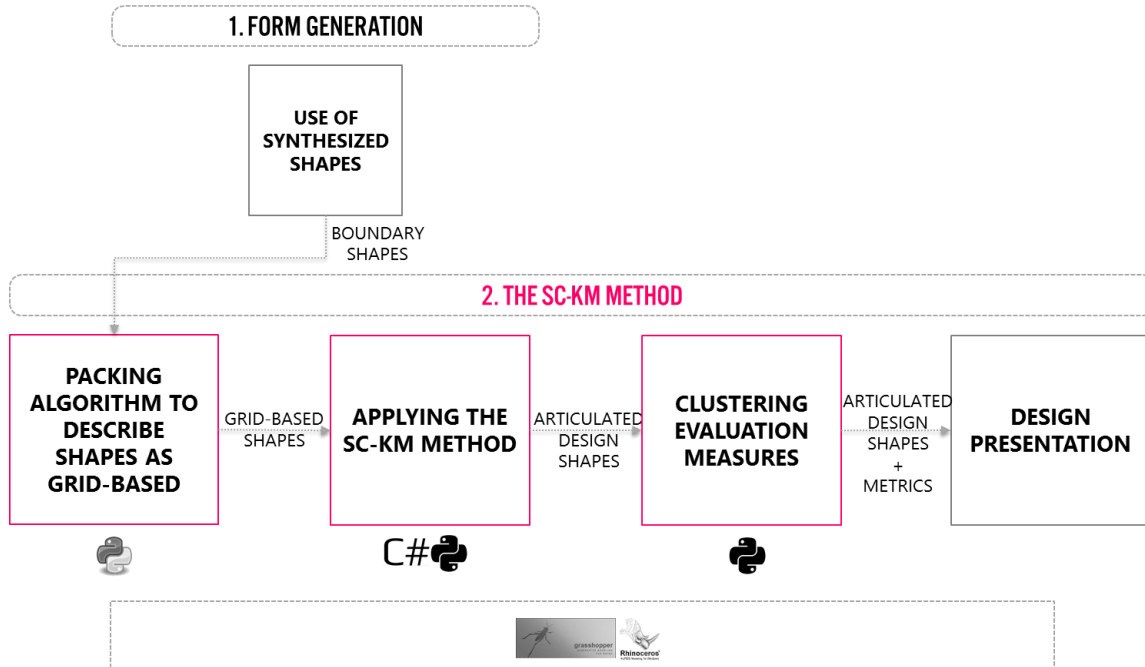 1. FORM GENERATION
USE OF
SYNTHESIZED
SHAPES
BOUNDARY
SHAPES
2. THE SC-KM METHOD
PACKING
ALGORITHM TO
DESCRIBE
SHAPES AS
GRID-BASED
GRID-BASED
SHAPES
APPLYING THE
SC-KM METHOD
ARTICULATED
DESIGN
SHAPES
CLUSTERING
EVALUATION
MEASURES
ARTICULATED
DESIGN
SHAPES
+
METRICS
DESIGN
PRESENTATION
C#
grasshopper
Rhinoceros